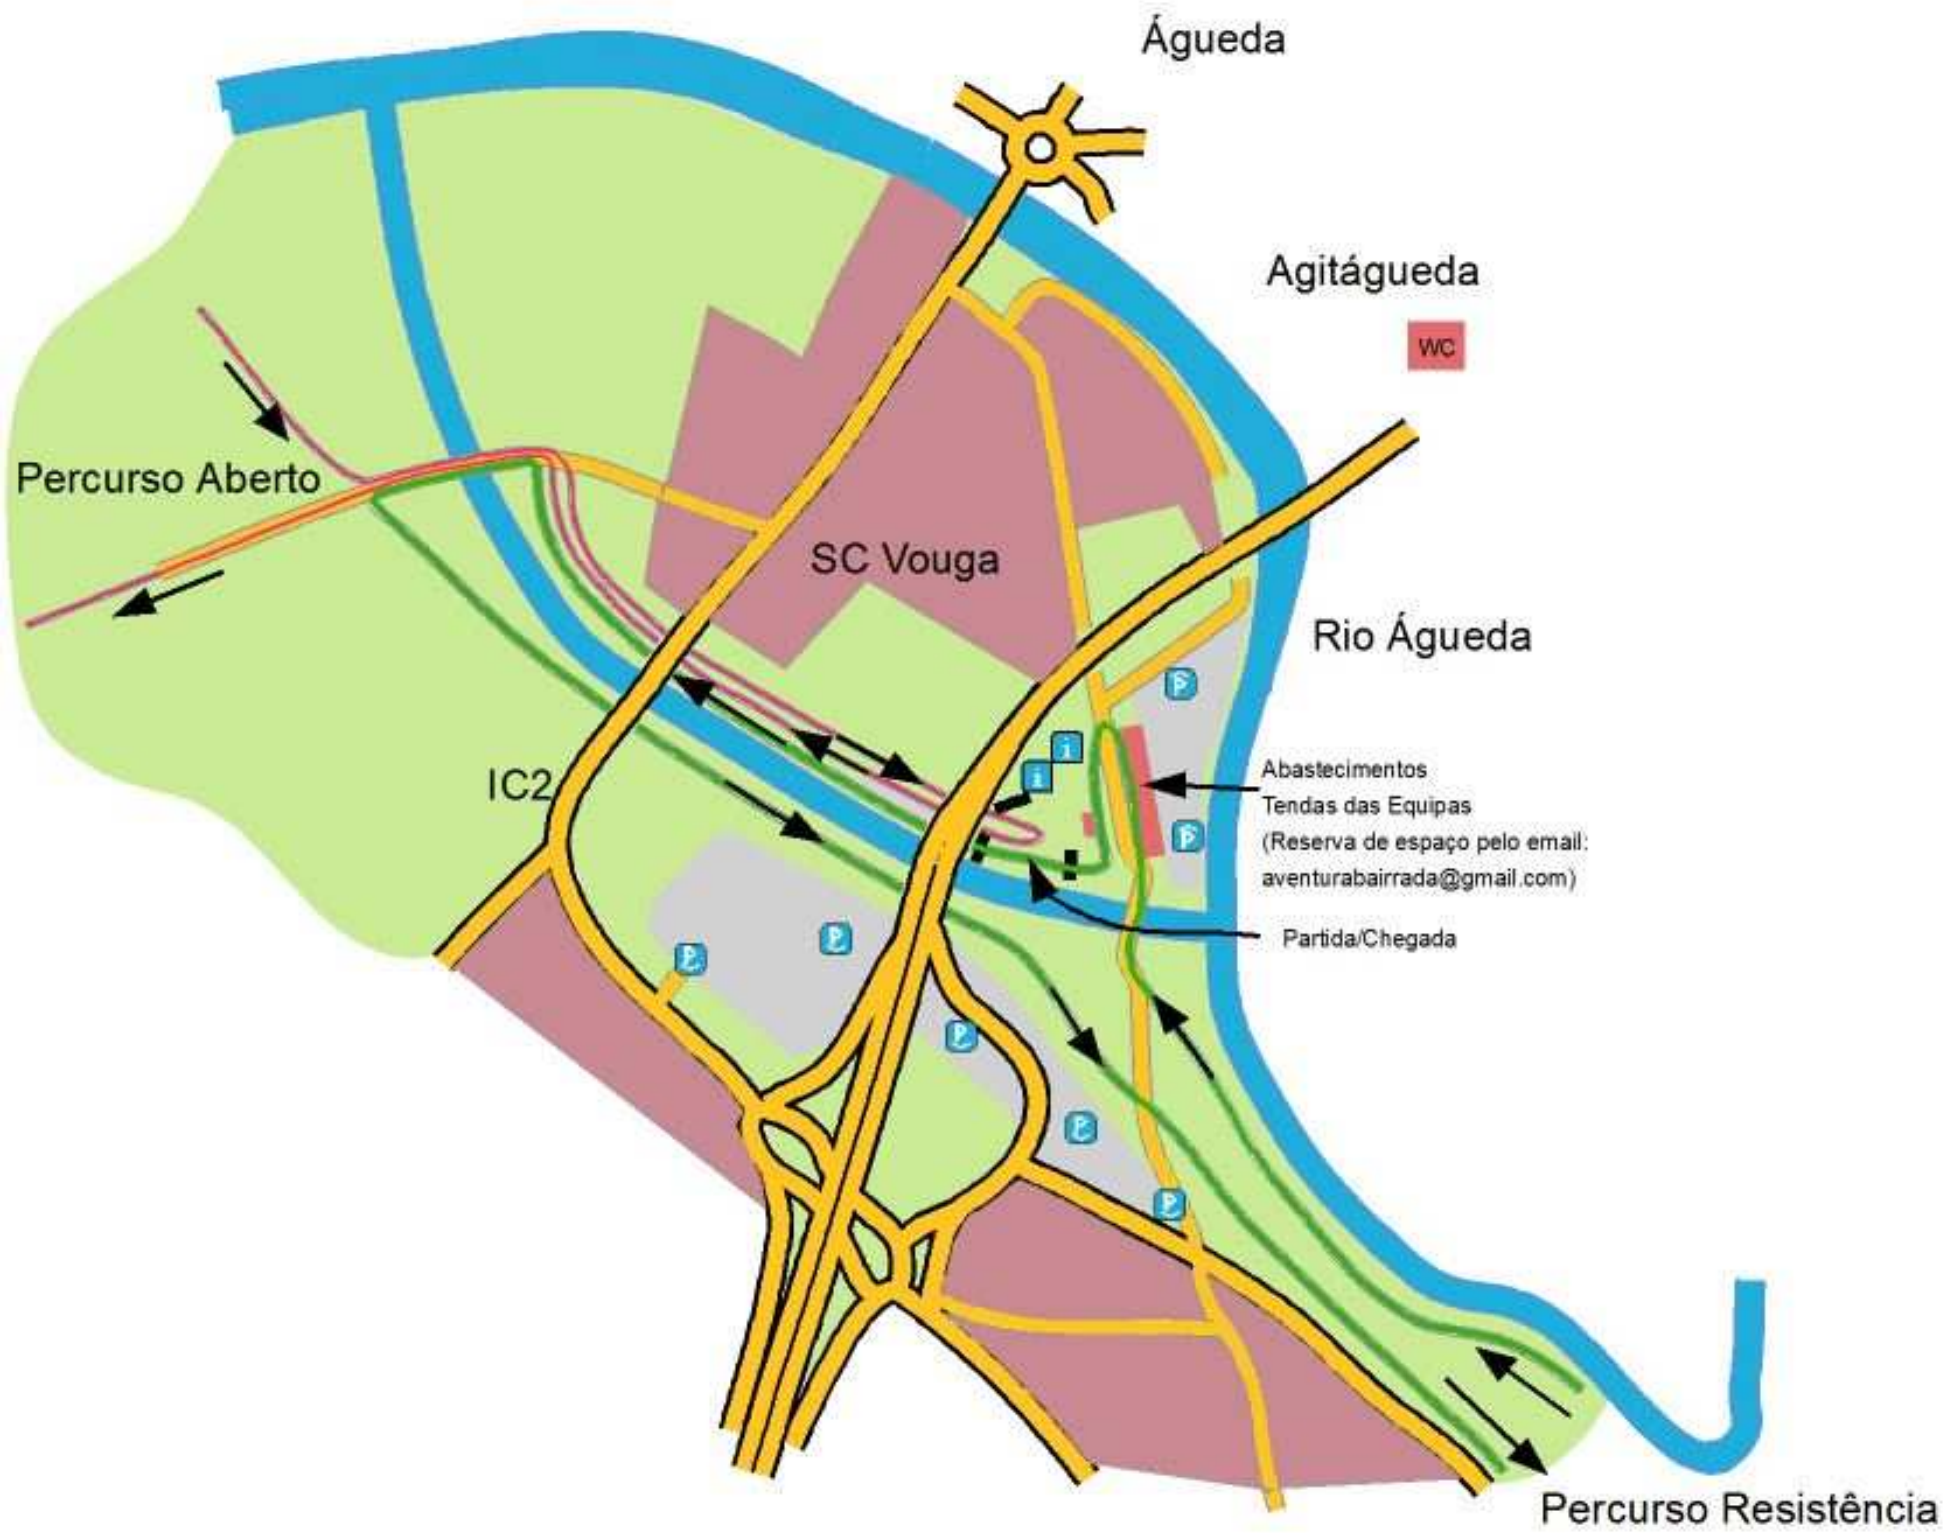 Águeda
Agitágueda
WC
Percurso Aberto
SC Vouga
Rio Águeda
P
i
i
IC2
Abastecimentos
Tendas das Equipas
(Reserva de espaço pelo email:
aventurabairrada@gmail.com)
P
Partida/Chegada
P
P
P
P
P
Percurso Resistência